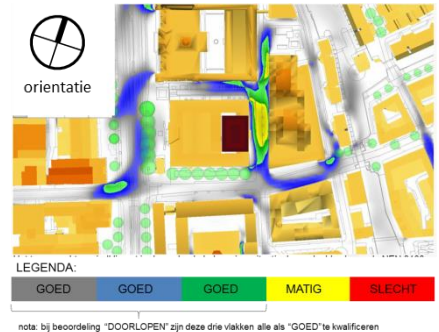 orientatie
LEGENDA:
GOED GOED GOED MATIG SLECHT
nota: bij beoordeling "DOORLOPEN" zijn deze drie vlakken alle als "GOED" te kwalificeren